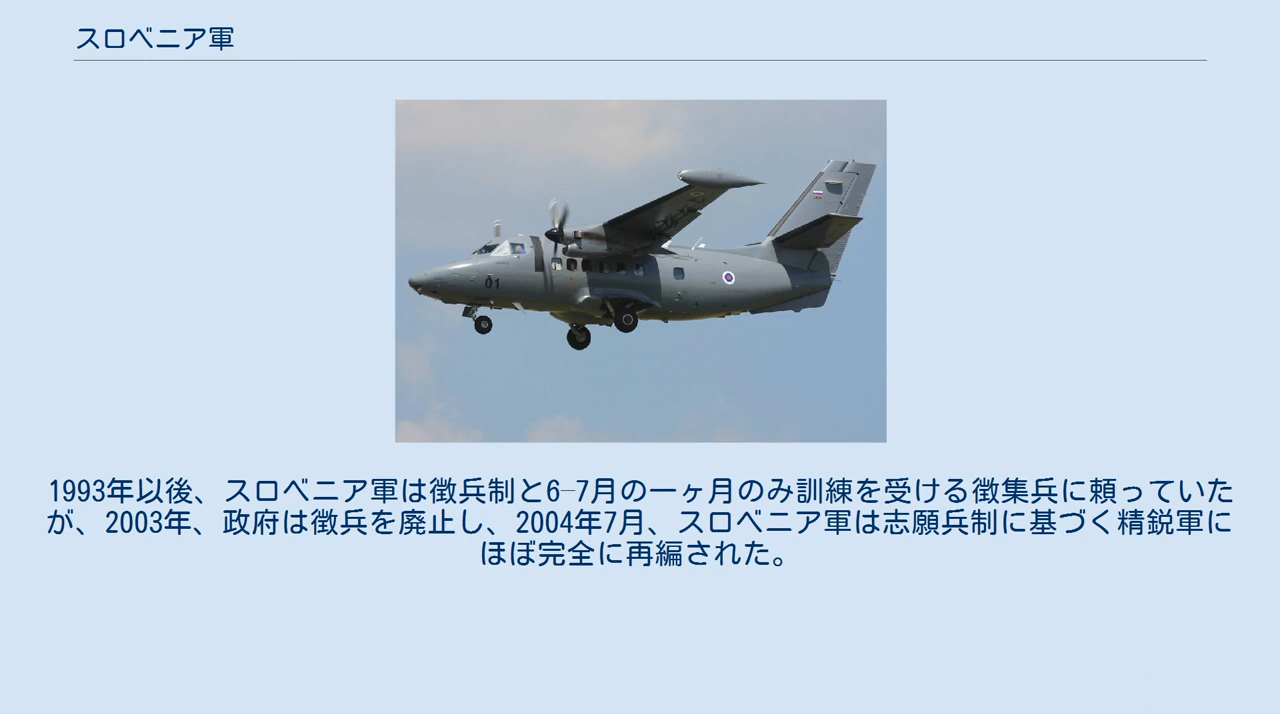 スロベニア軍
01
1993年以後、スロベニア軍は徴兵制と6-7月の一ヶ月のみ訓練を受ける徴集兵に頼っていた
が、2003年、政府は徴兵を廃止し、2004年7月、スロベニア軍は志願兵制に基づく精鋭軍に
ほぼ完全に再編された。